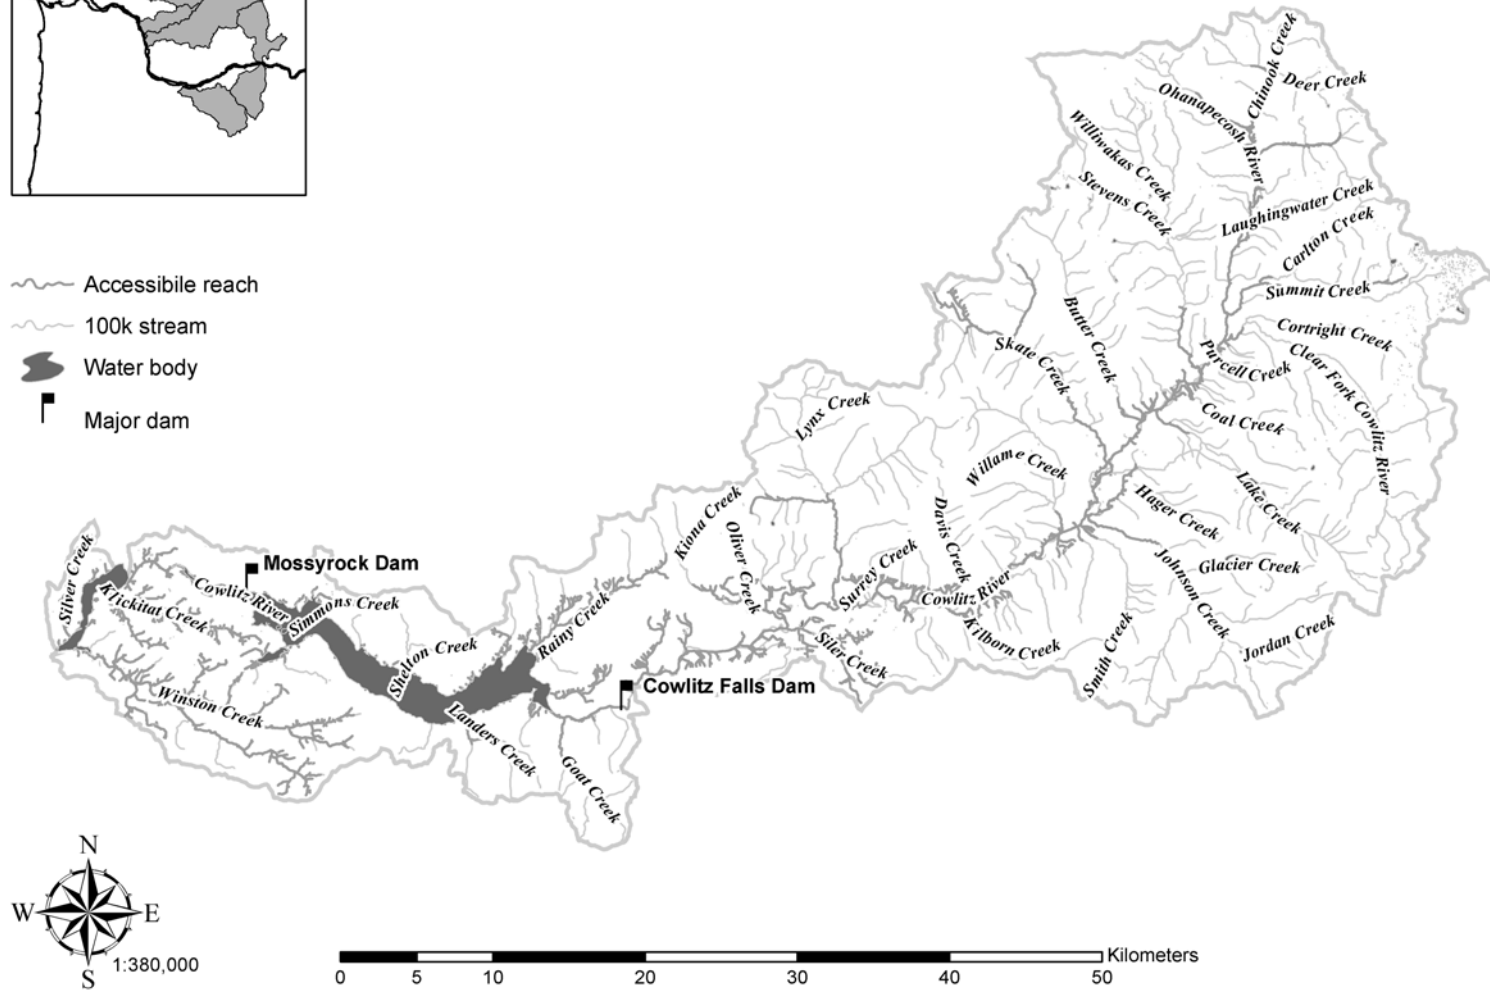 Chinook Creek
Deer Creek
Ohanapecosh River
Williwakas Creek
Stevens Creek
Laughingwater Creek
Carlton Creek
Summit Creek
Accessibile reach
100k stream
Water body
Major dam
Butter Creek
Skate Creek
Cortright Creek
Purcell Creek
Clear Fork Cowlitz River
Coal Creek
Lynx Creek
Willame Creek
Lake Creek
Hager Creek
Kiona Creek
Oliver Creek
Davis Creek
Surrey Creek
Cowlitz River
Johnson Creek
Glacier Creek
Jordan Creek
Smith Creek
Kilborn Creek
Siler Creek
Silver Creek
Klickitat Creek
Mossyrock Dam
Cowlitz River
Simmons Creek
Rainy Creek
Shelton Creek
Cowlitz Falls Dam
Winston Creek
Landers Creek
Goat Creek
N
W E
S
1:380,000
Kilometers
0 5 10 20 30 40 50